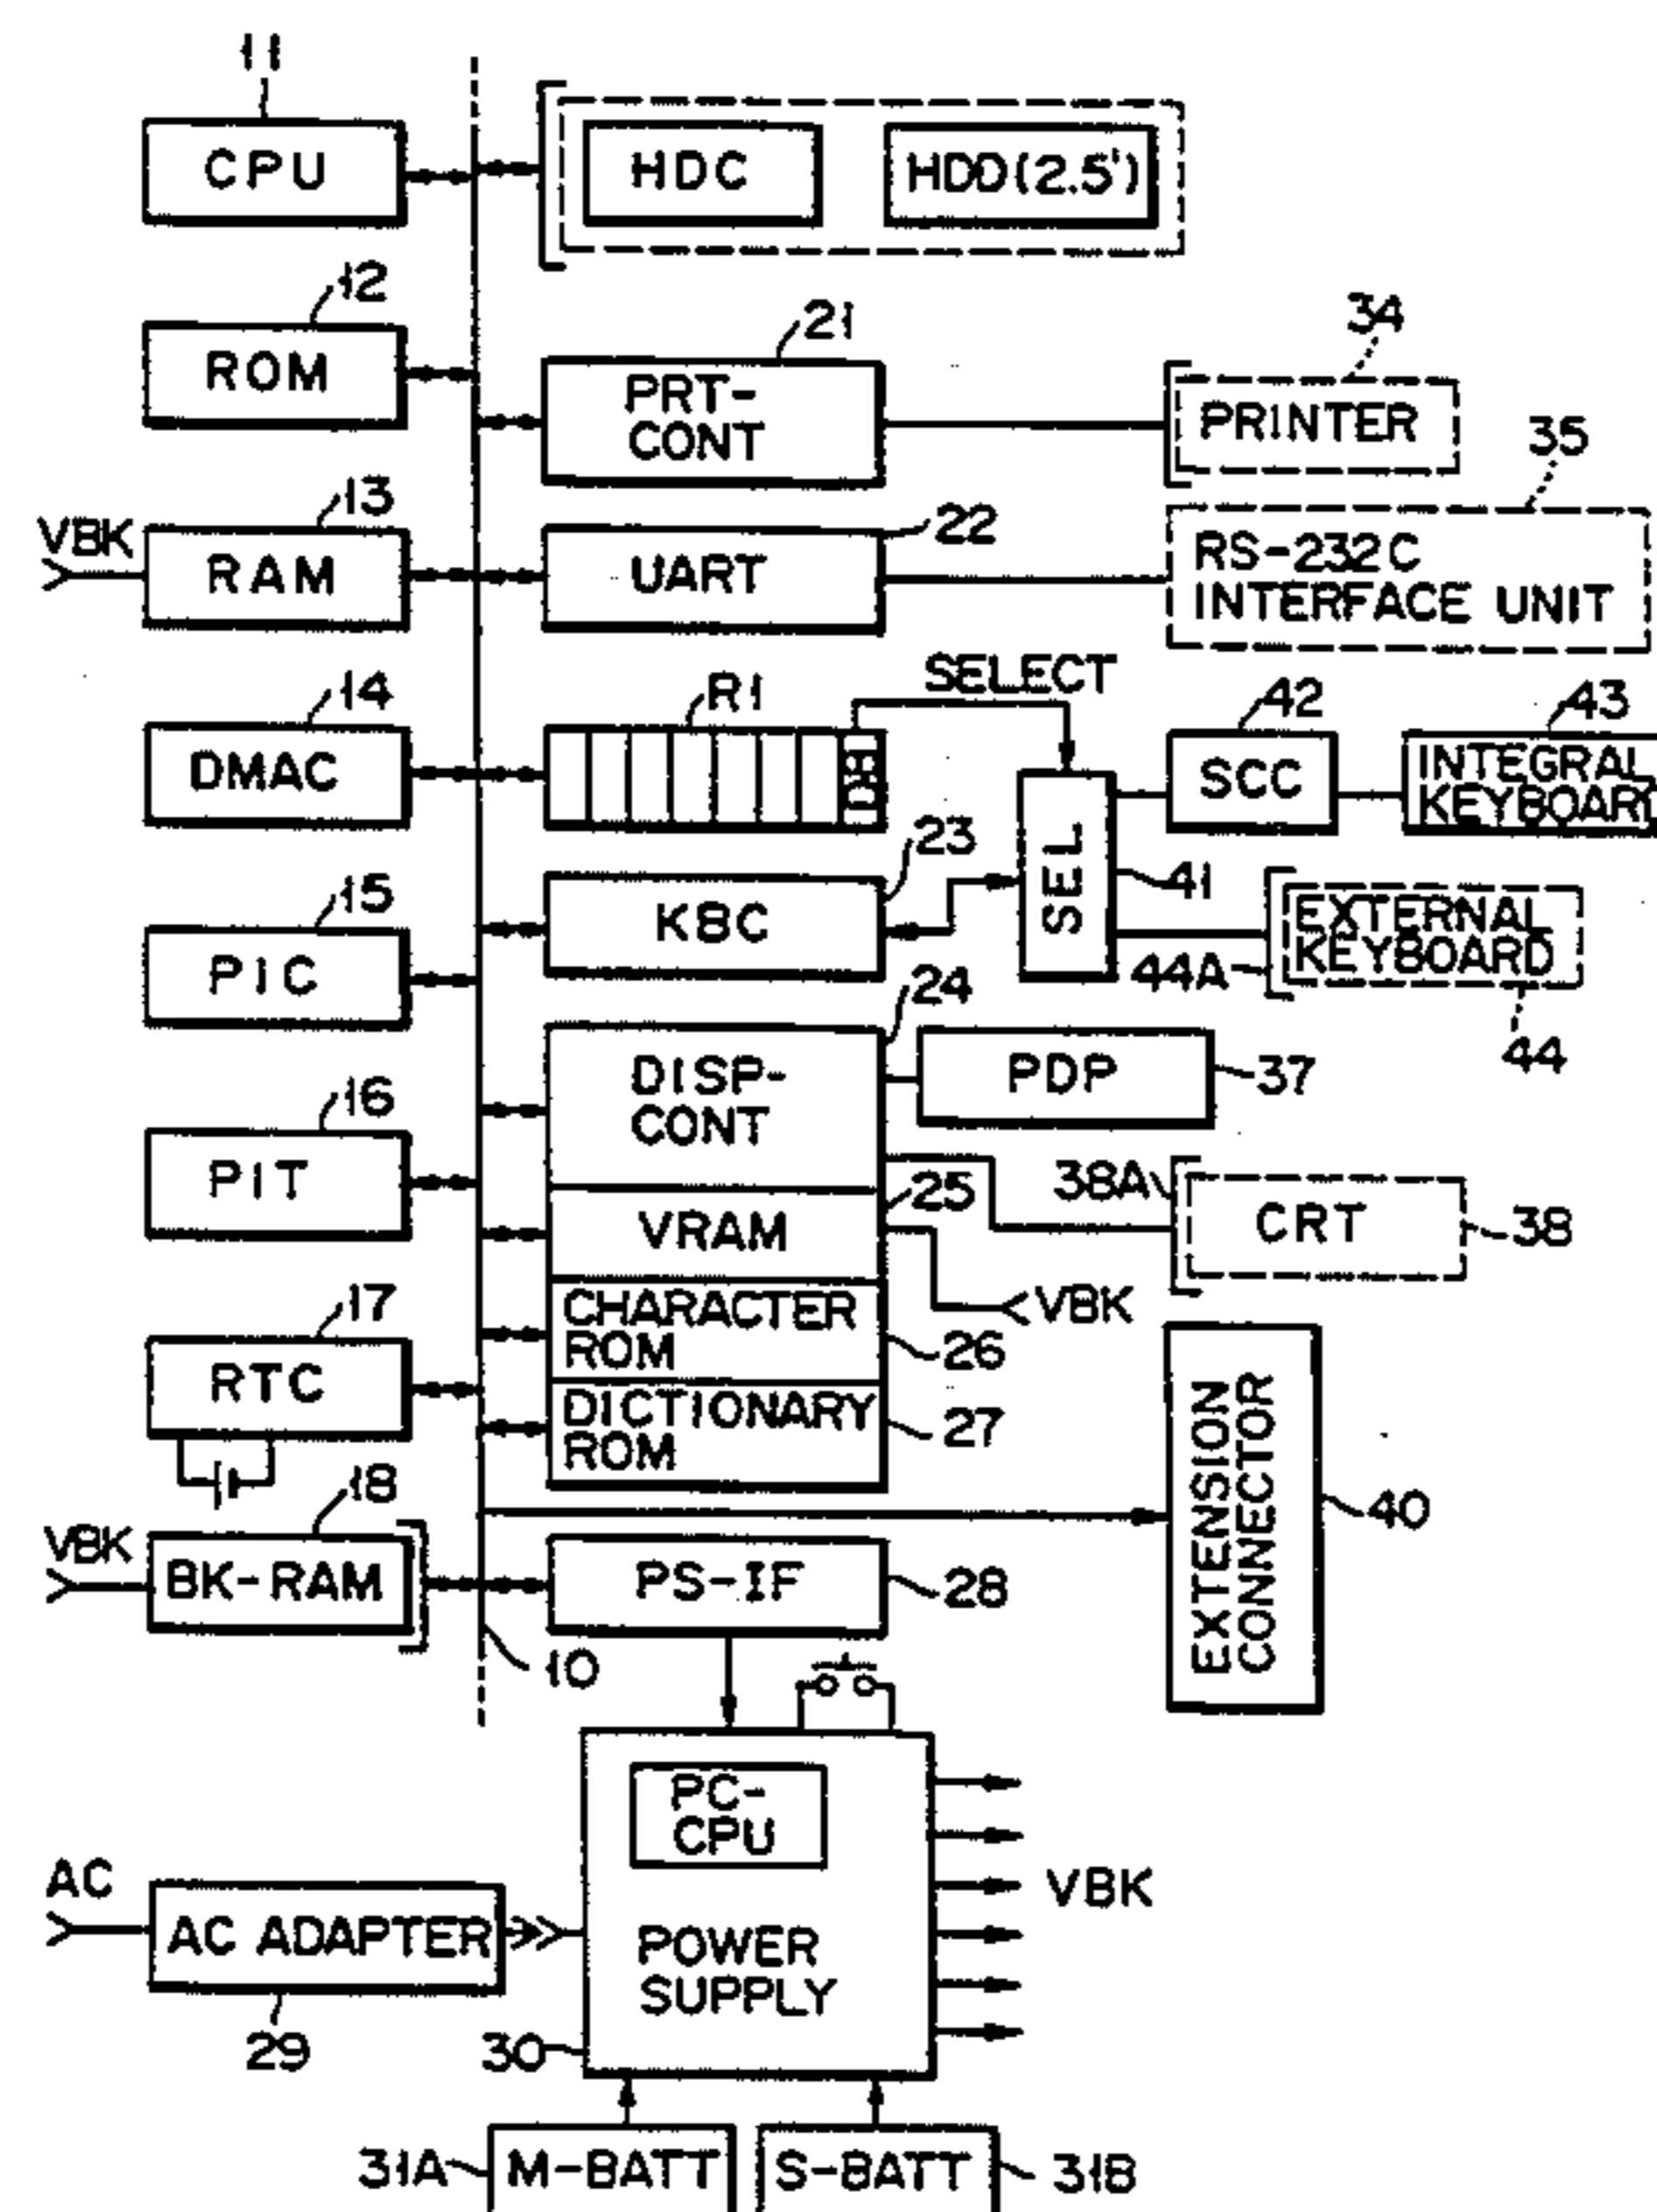 11
CPU
HDC
HDD(2.5")
12
ROM
21
PRT-
CONT
34
PRINTER
35
VBK
13
RAM
22
UART
RS-232C
INTERFACE UNIT
14
DMAC
R1
SELECT
42
SCC
43
INTEGRAL
KEYBOARD
SEL
41
15
PIC
23
KBC
EXTERNAL
KEYBOARD
44A
44
24
DISP-
CONT
PDP
37
16
PIT
25
VRAM
38A
CRT
38
VBK
17
RTC
CHARACTER
ROM
26
DICTIONARY
ROM
27
EXTENSION
CONNECTOR
40
VBK
18
BK-RAM
PS-IF
28
10
PC-
CPU
AC
AC ADAPTER
29
POWER
SUPPLY
30
VBK
31A
M-BATT
S-BATT
31B